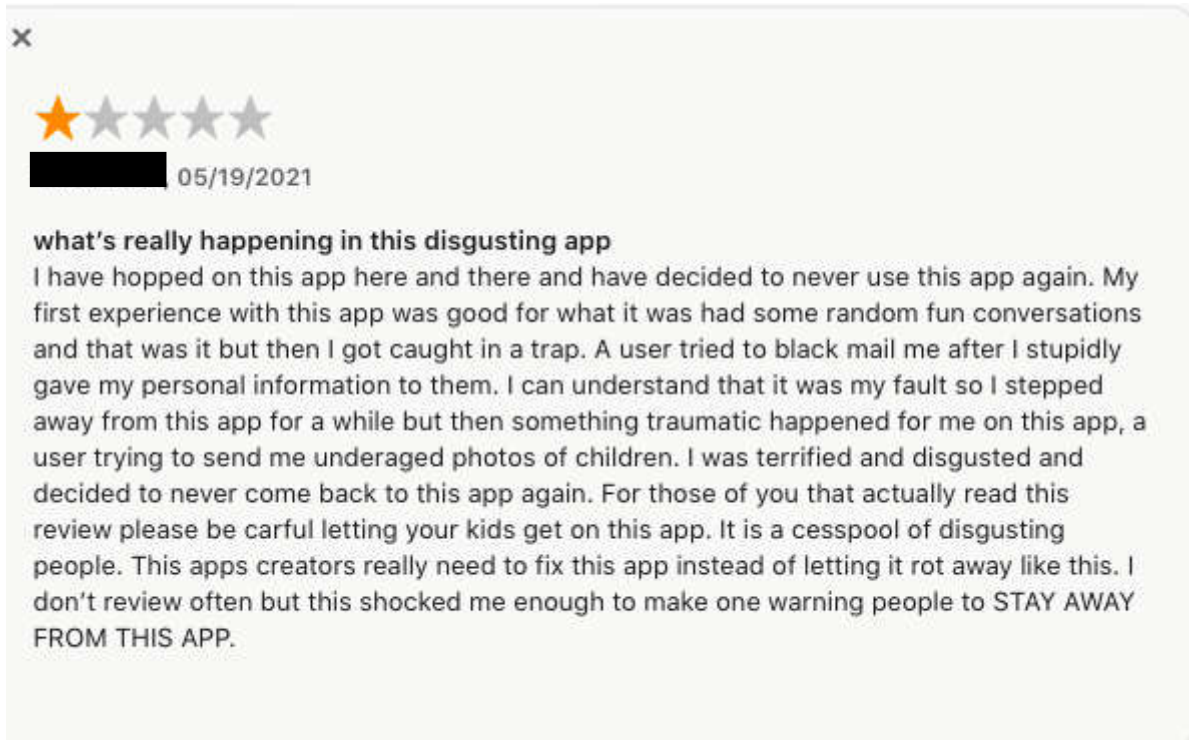 ×
, 05/19/2021
what's really happening in this disgusting app
I have hopped on this app here and there and have decided to never use this app again. My
first experience with this app was good for what it was had some random fun conversations
and that was it but then I got caught in a trap. A user tried to black mail me after I stupidly
gave my personal information to them. I can understand that it was my fault so I stepped
away from this app for a while but then something traumatic happened for me on this app, a
user trying to send me underaged photos of children. I was terrified and disgusted and
decided to never come back to this app again. For those of you that actually read this
review please be carful letting your kids get on this app. It is a cesspool of disgusting
people. This apps creators really need to fix this app instead of letting it rot away like this. I
don't review often but this shocked me enough to make one warning people to STAY AWAY
FROM THIS APP.